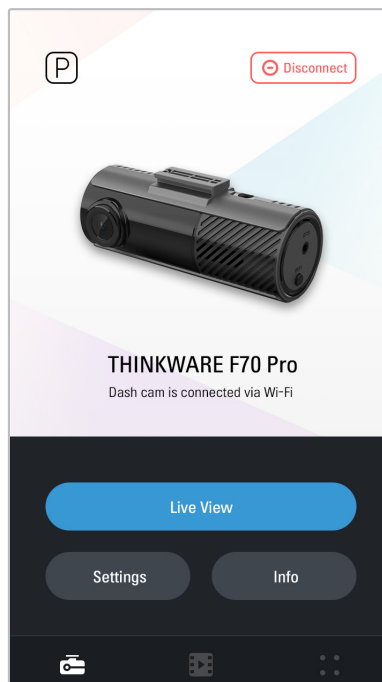 P
Disconnect
THINKWARE F70 Pro
Dash cam is connected via Wi-Fi
Live View
Settings
Info